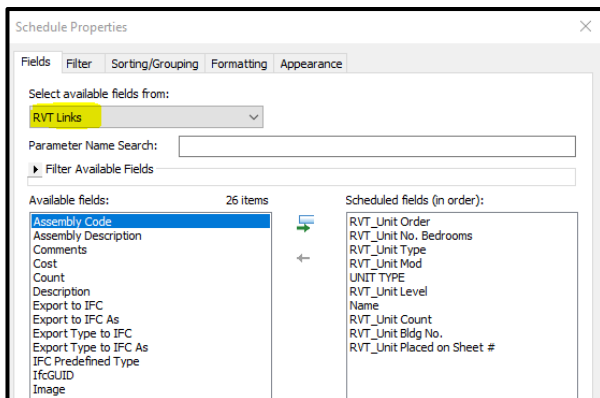 Schedule Properties
Fields Filter Sorting/Grouping Formatting Appearance
Select available fields from:
RVT Links
Parameter Name Search:
Filter Available Fields
Available fields: 26 items
Assembly Code
Assembly Description
Comments
Cost
Count
Description
Export to IFC
Export to IFC As
Export Type to IFC
Export Type to IFC As
IFC Predefined Type
IfcGUID
Image
Scheduled fields (in order):
RVT_Unit Order
RVT_Unit No. Bedrooms
RVT_Unit Type
RVT_Unit Mod
UNIT TYPE
RVT_Unit Level
Name
RVT_Unit Count
RVT_Unit Bldg No.
RVT_Unit Placed on Sheet #